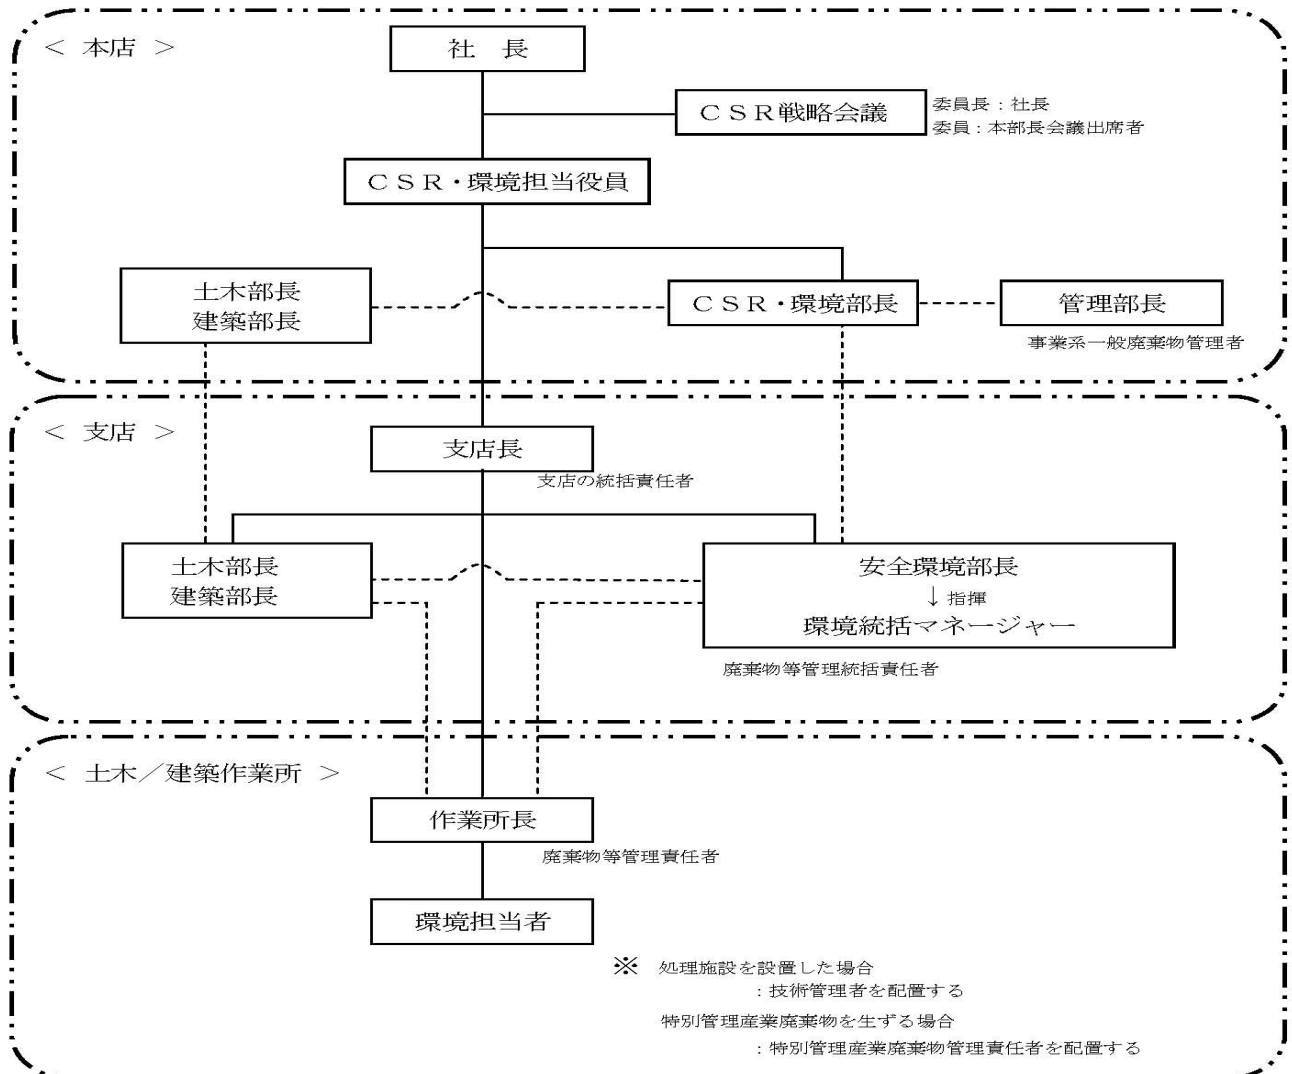 ＜ 本店 ＞
社 長
ＣＳＲ戦略会議
委員長：社長
委員：本部長会議出席者
ＣＳＲ・環境担当役員
土木部長
建築部長
ＣＳＲ・環境部長
管理部長
事業系一般廃棄物管理者
＜ 支店 ＞
支店長
支店の統括責任者
土木部長
建築部長
安全環境部長
↓ 指揮
環境統括マネージャー
廃棄物等管理統括責任者
＜ 土木／建築作業所 ＞
作業所長
廃棄物等管理責任者
環境担当者
※ 処理施設を設置した場合
：技術管理者を配置する
特別管理産業廃棄物を生ずる場合
：特別管理産業廃棄物管理責任者を配置する